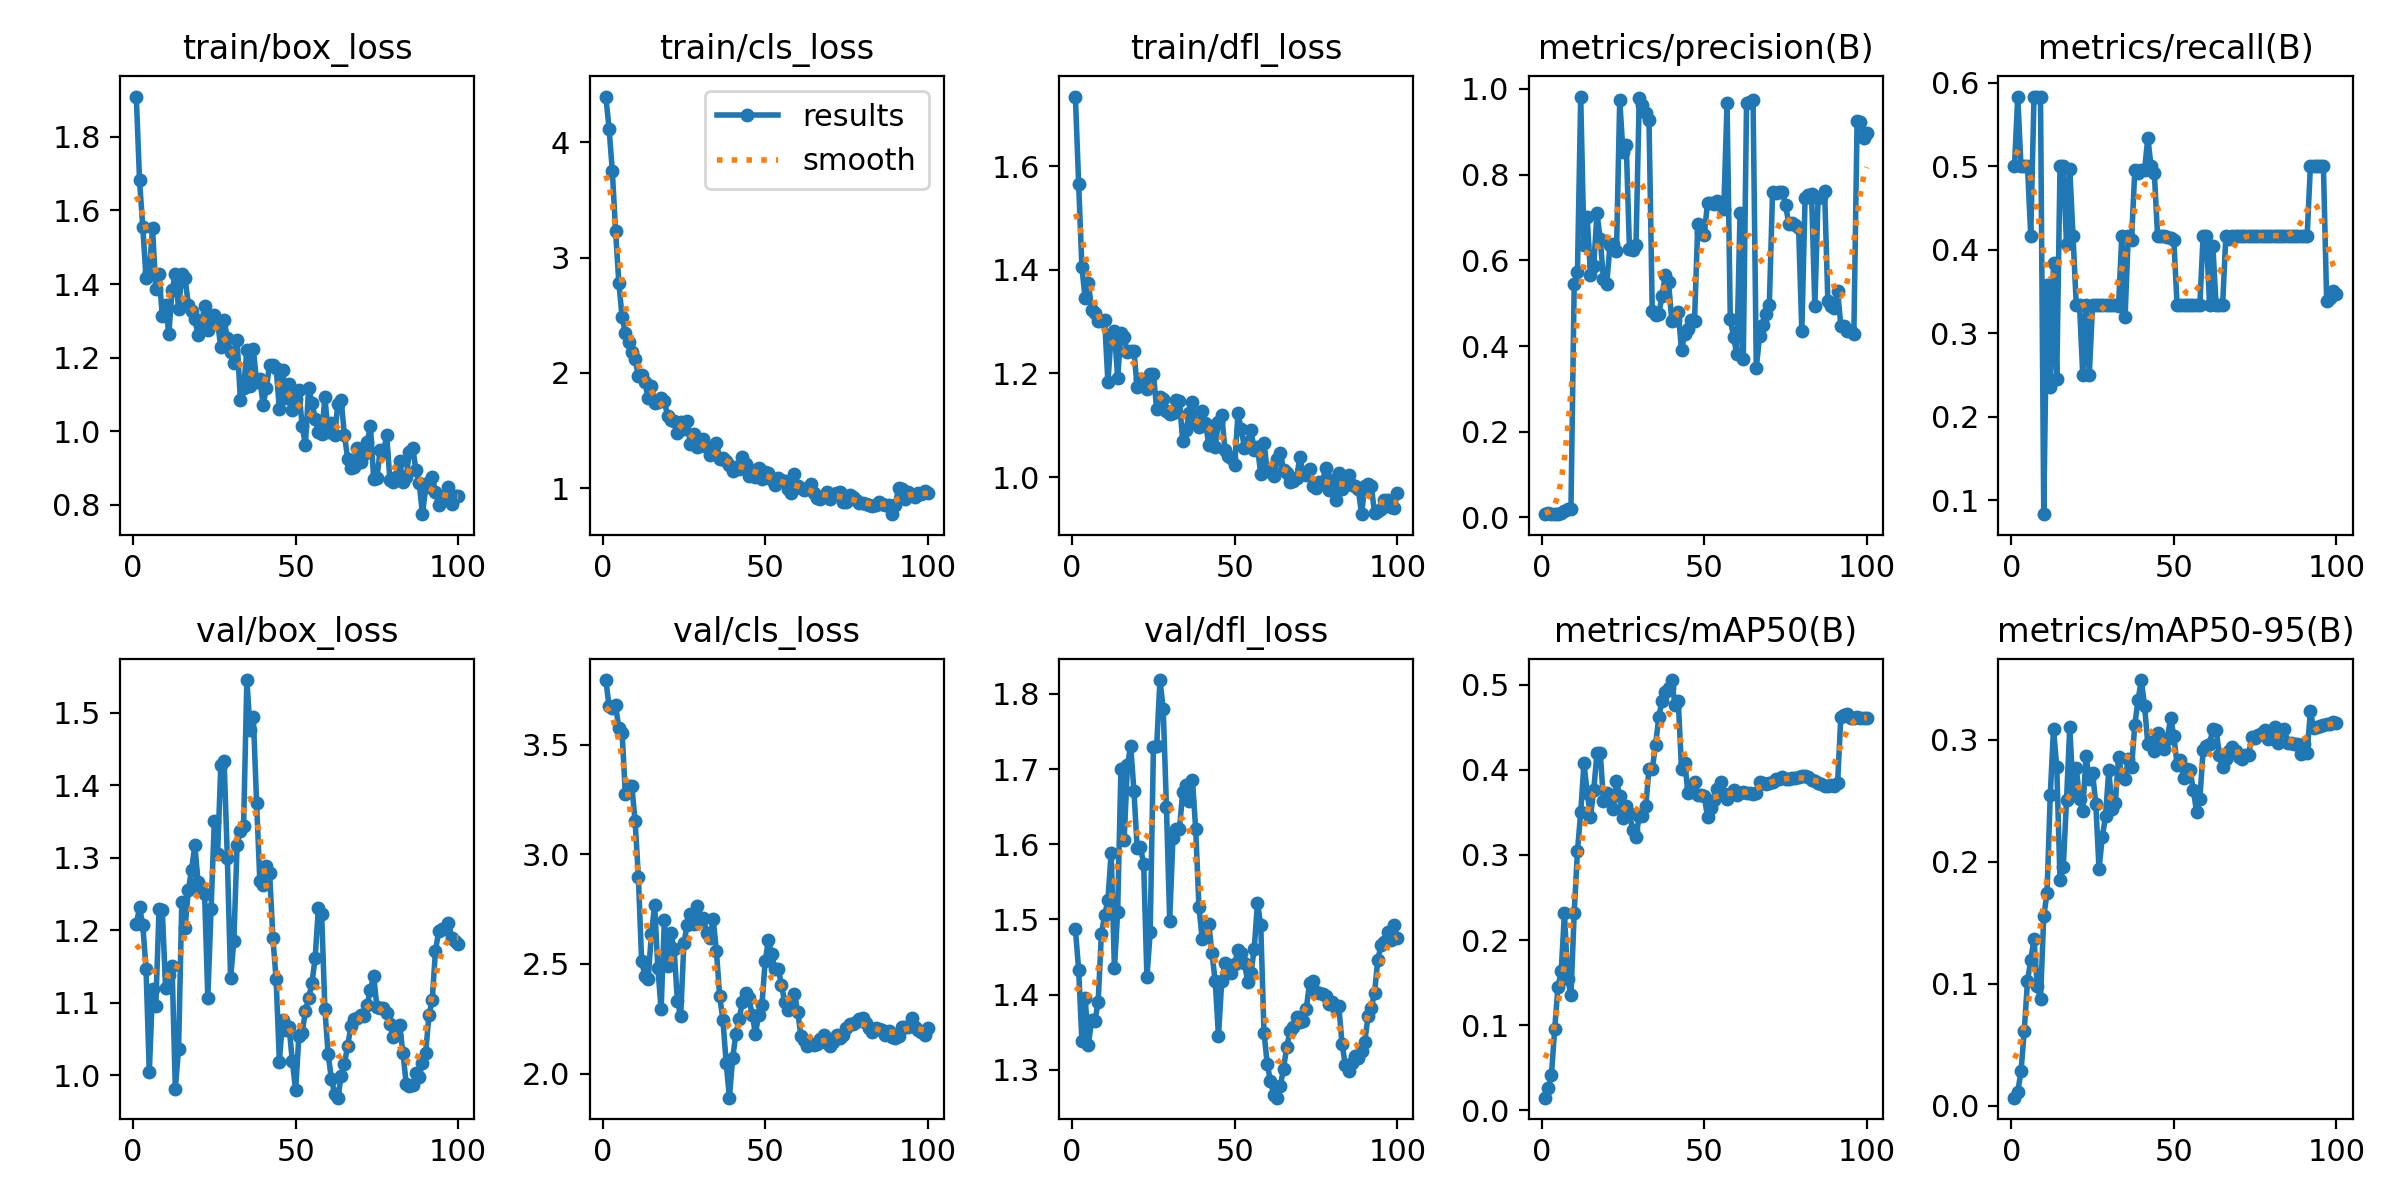 train/box_loss
1.8
1.6
1.4
1.2
1.0
0.8
0 50 100
train/cls_loss
results
smooth
4
3
2
1
0 50 100
train/dfl_loss
1.6
1.4
1.2
1.0
0 50 100
metrics/precision(B)
1.0
0.8
0.6
0.4
0.2
0.0
0 50 100
metrics/recall(B)
0.6
0.5
0.4
0.3
0.2
0.1
0 50 100
val/box_loss
1.5
1.4
1.3
1.2
1.1
1.0
0 50 100
val/cls_loss
3.5
3.0
2.5
2.0
0 50 100
val/dfl_loss
1.8
1.7
1.6
1.5
1.4
1.3
0 50 100
metrics/mAP50(B)
0.5
0.4
0.3
0.2
0.1
0.0
0 50 100
metrics/mAP50-95(B)
0.3
0.2
0.1
0.0
0 50 100